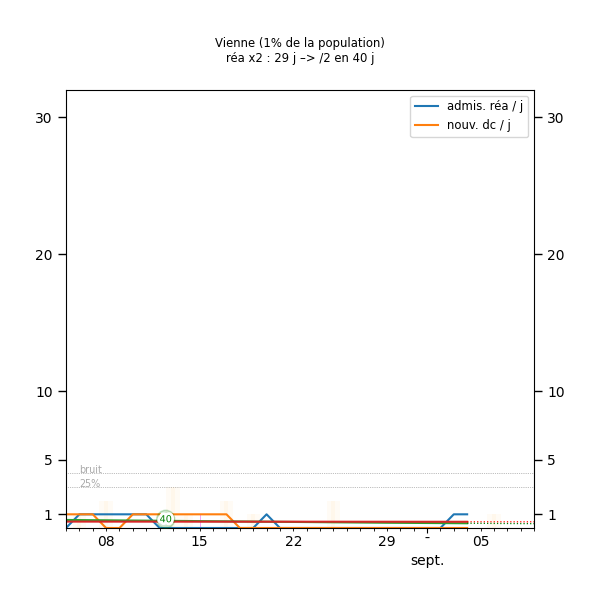 Vienne (1% de la population)
réa x2 : 29 j –> /2 en 40 j
admis. réa / j
nouv. dc / j
30 30
20 20
10 10
5 5
bruit
25%
1 40 1
08 15 22 29 - 05
sept.